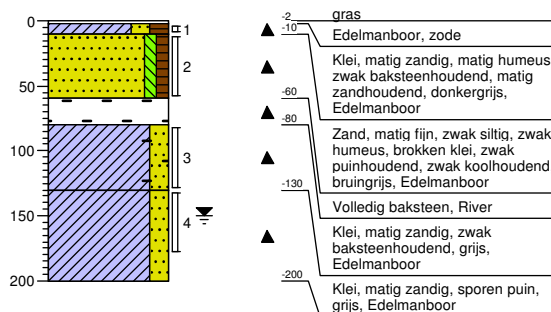 0
50
100
150
200
1
2
3
4
-2
-10
-60
-80
-130
-200
gras
Edelmanboor, zode
Klei, matig zandig, matig humeus,
zwak baksteenhoudend, matig
zandhoudend, donkergrijs,
Edelmanboor
Zand, matig fijn, zwak siltig, zwak
humeus, brokken klei, zwak
puinhoudend, zwak koolhoudend,
bruingrijs, Edelmanboor
Volledig baksteen, River
Klei, matig zandig, zwak
baksteenhoudend, grijs,
Edelmanboor
Klei, matig zandig, sporen puin,
grijs, Edelmanboor